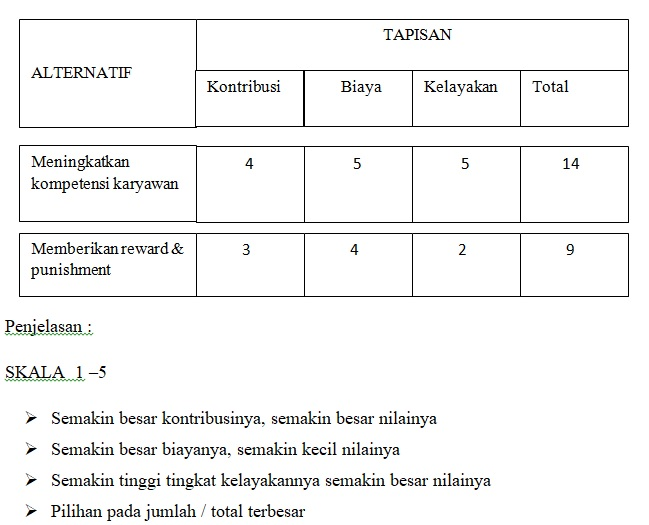 TAPISAN
ALTERNATIF
Kontribusi Biaya Kelayakan Total
Meningkatkan
kompetensi karyawan
4 5 5 14
Memberikan reward &
punishment
3 4 2 9
Penjelasan :
SKALA 1 –5
➤ Semakin besar kontribusinya, semakin besar nilainya
➤ Semakin besar biayanya, semakin kecil nilainya
➤ Semakin tinggi tingkat kelayakannya semakin besar nilainya
➤ Pilihan pada jumlah / total terbesar